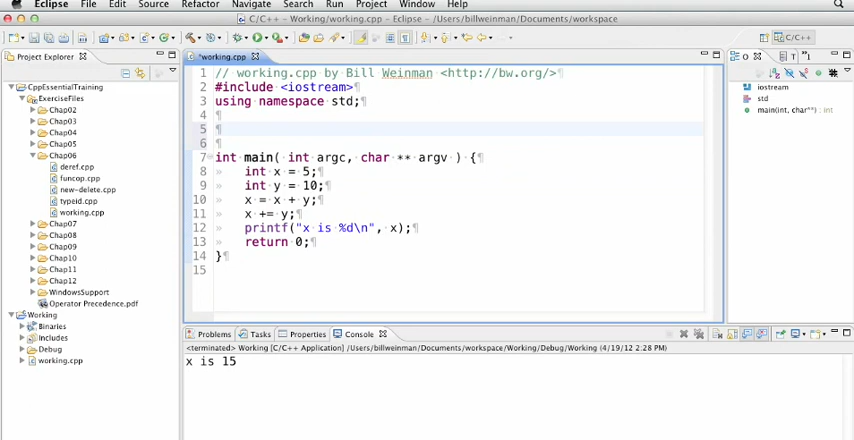 Eclipse File Edit Source Refactor Navigate Search Run Project Window Help
C/C++ - Working/working.cpp - Eclipse - /Users/billweinman/Documents/workspace
C/C++
Project Explorer
CppEssentialTraining
ExerciseFiles
Chap02
Chap03
Chap04
Chap05
Chap06
deref.cpp
funcop.cpp
new-delete.cpp
typeid.cpp
working.cpp
Chap07
Chap08
Chap09
Chap10
Chap11
Chap12
WindowsSupport
Operator Precedence.pdf
Working
Binaries
Includes
Debug
working.cpp
*working.cpp
1 // working.cpp by Bill Weinman <http://bw.org/>¶
2 #include <iostream>¶
3 using namespace std;¶
4 ¶
5 ¶
6 ¶
7 int main( int argc, char ** argv ) {¶
8 » int x = 5;¶
9 » int y = 10;¶
10 » x = x + y;¶
11 » x += y;¶
12 » printf("x is %d\n", x);¶
13 » return 0;¶
14 }¶
15
O
iostream
std
main(int, char**) : int
Problems Tasks Properties Console
<terminated> Working [C/C++ Application] /Users/billweinman/Documents/workspace/Working/Debug/Working (4/19/12 2:28 PM)
x is 15